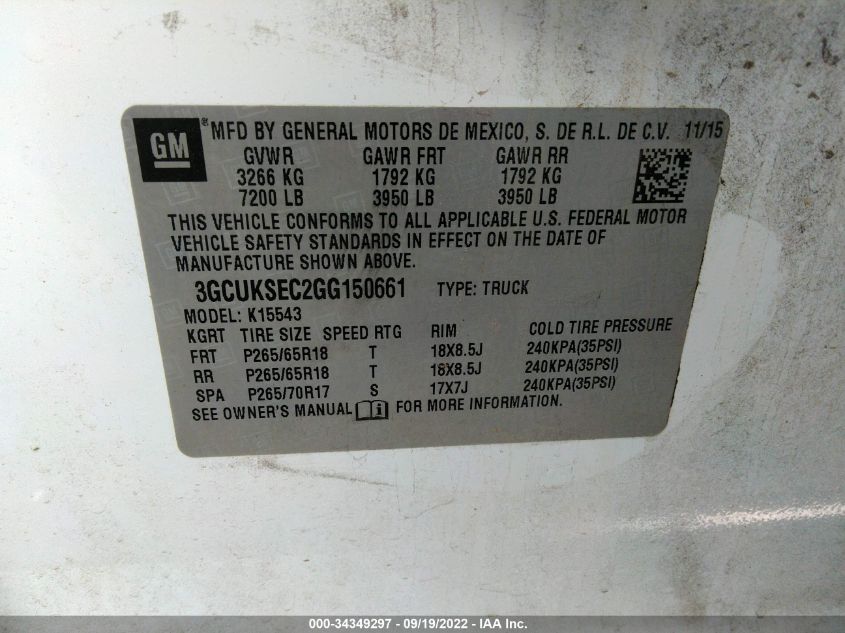 GM ® MFD BY GENERAL MOTORS DE MEXICO, S. DE R.L. DE C.V. 11/15
GVWR GAWR FRT GAWR RR
3266 KG 1792 KG 1792 KG
7200 LB 3950 LB 3950 LB
THIS VEHICLE CONFORMS TO ALL APPLICABLE U.S. FEDERAL MOTOR
VEHICLE SAFETY STANDARDS IN EFFECT ON THE DATE OF
MANUFACTURE SHOWN ABOVE.
3GCUKSEC2GG150661 TYPE: TRUCK
MODEL: K15543
KGRT TIRE SIZE SPEED RTG RIM COLD TIRE PRESSURE
FRT P265/65R18 T 18X8.5J 240KPA(35PSI)
RR P265/65R18 T 18X8.5J 240KPA(35PSI)
SPA P265/70R17 S 17X7J 240KPA(35PSI)
SEE OWNER'S MANUAL FOR MORE INFORMATION.
000-34349297 - 09/19/2022 - IAA Inc.